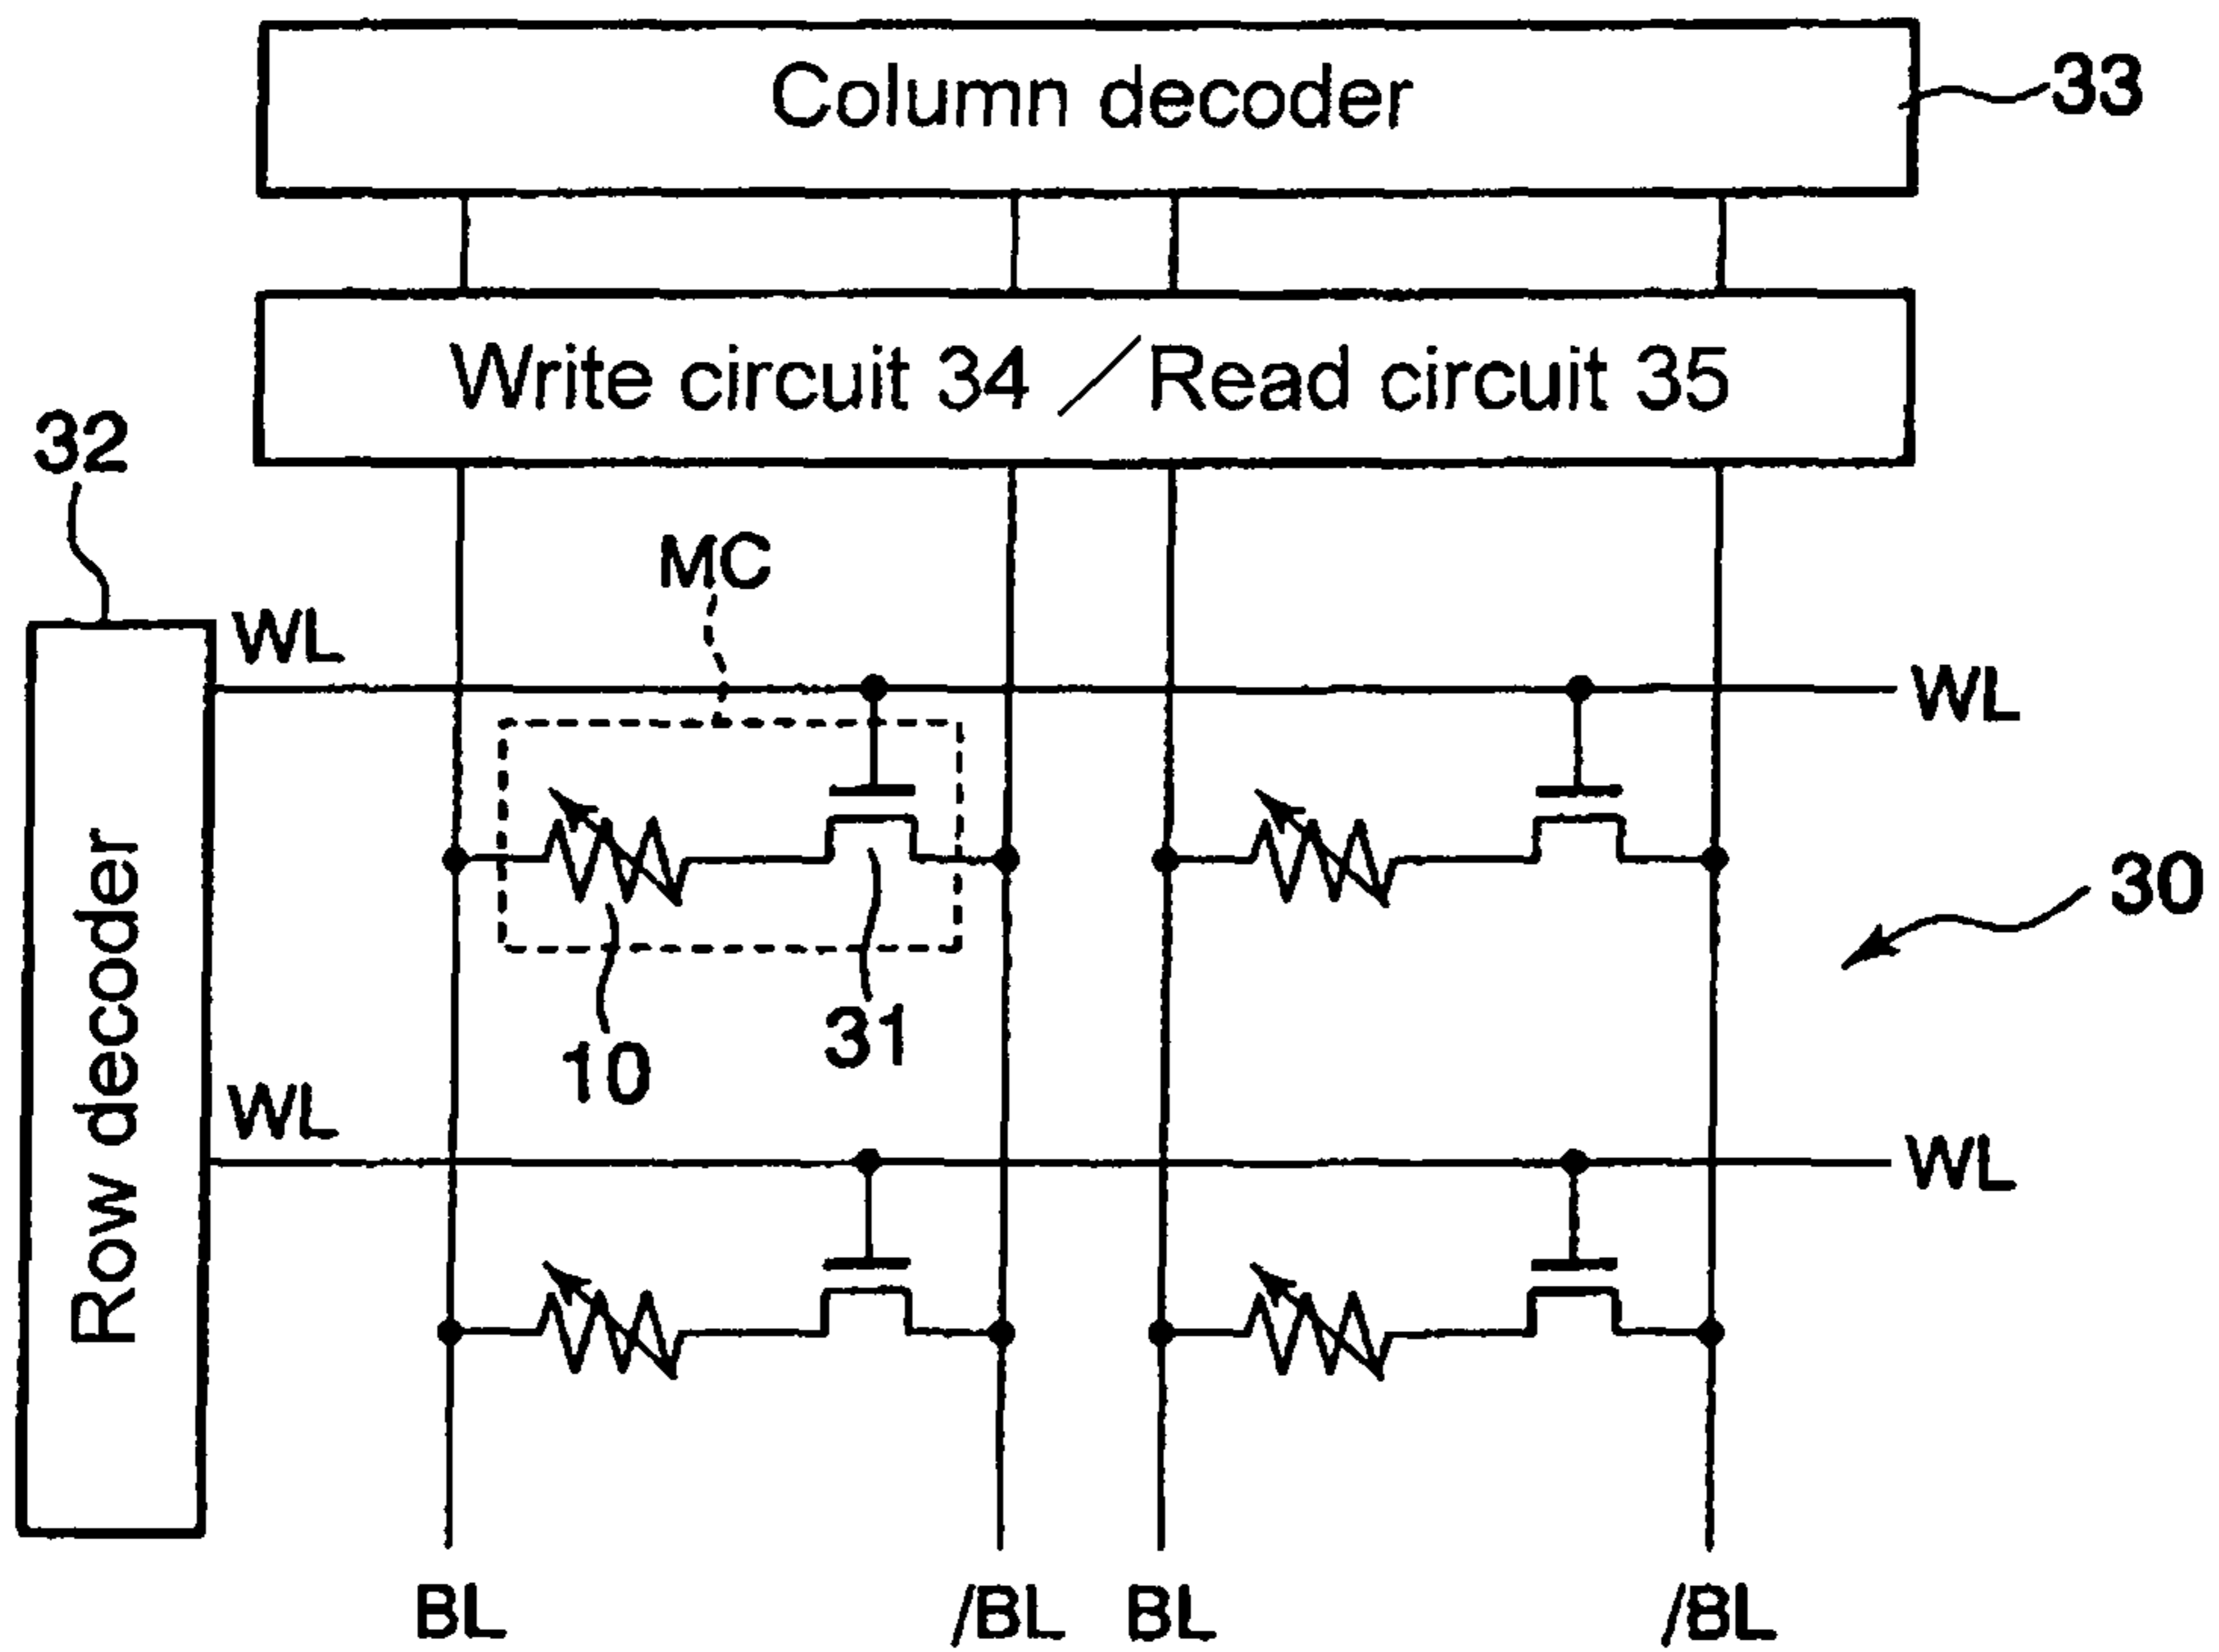 Column decoder
33
Write circuit 34 / Read circuit 35
32
MC
WL
WL
30
10
31
WL
WL
Row decoder
BL
/BL
BL
/BL